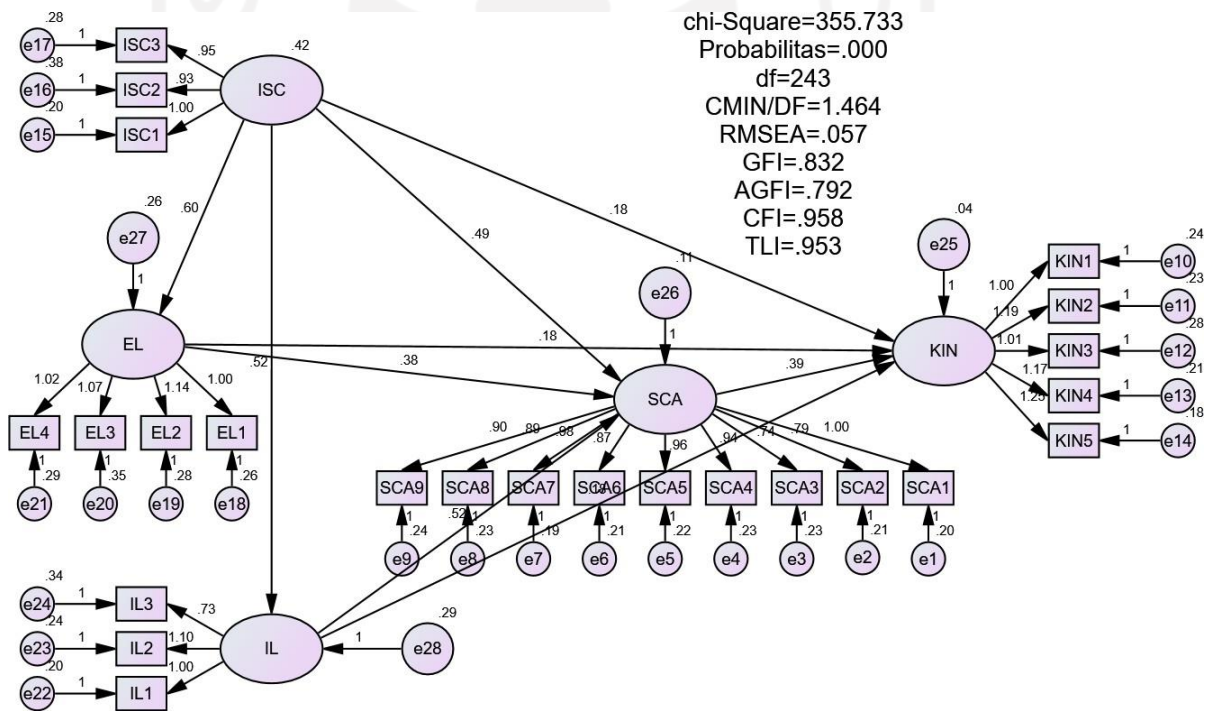 chi-Square=355.733
Probabilitas=.000
df=243
CMIN/DF=1.464
RMSEA=.057
GFI=.832
AGFI=.792
CFI=.958
TLI=.953
.28
e17 1 ISC3 .95
.38
e16 1 ISC2 .93
.20
e15 1 ISC1 1.00
.42
ISC
.60
.52
.49
.18
.26
e27
1
EL
.18
.38
1.02 1.07 1.14 1.00
EL4 EL3 EL2 EL1
1 1 1 1
.29 .35 .28 .26
e21 e20 e19 e18
.11
e26
1
SCA
.39
.90 .89 .98 .87 .96 .94 .74 .79 1.00
SCA9 SCA8 SCA7 SCA6 SCA5 SCA4 SCA3 SCA2 SCA1
1 1 1 1 1 1 1 1 1
.24 .23 .19 .21 .22 .23 .23 .21 .20
e9 e8 e7 e6 e5 e4 e3 e2 e1
.52
.04
e25
1
KIN
.24
1.00 KIN1 1 e10
.23
1.19 KIN2 1 e11
.28
1.01 KIN3 1 e12
.21
1.17 KIN4 1 e13
.18
1.25 KIN5 1 e14
.34
e24 1 IL3 .73
.24
e23 1 IL2 1.10
.20
e22 1 IL1 1.00
IL
.29
1 e28